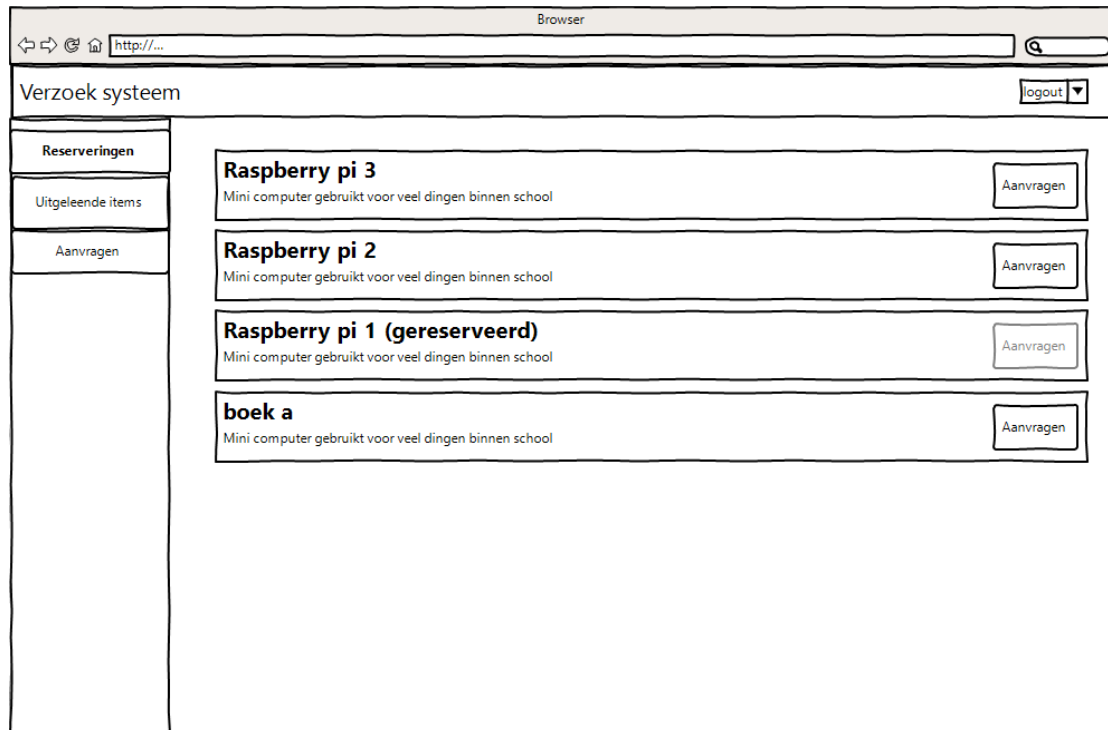 Browser
http://...
Verzoek systeem
logout
Reserveringen
Uitgeleende items
Aanvragen
Raspberry pi 3
Mini computer gebruikt voor veel dingen binnen school
Aanvragen
Raspberry pi 2
Mini computer gebruikt voor veel dingen binnen school
Aanvragen
Raspberry pi 1 (gereserveerd)
Mini computer gebruikt voor veel dingen binnen school
Aanvragen
boek a
Mini computer gebruikt voor veel dingen binnen school
Aanvragen